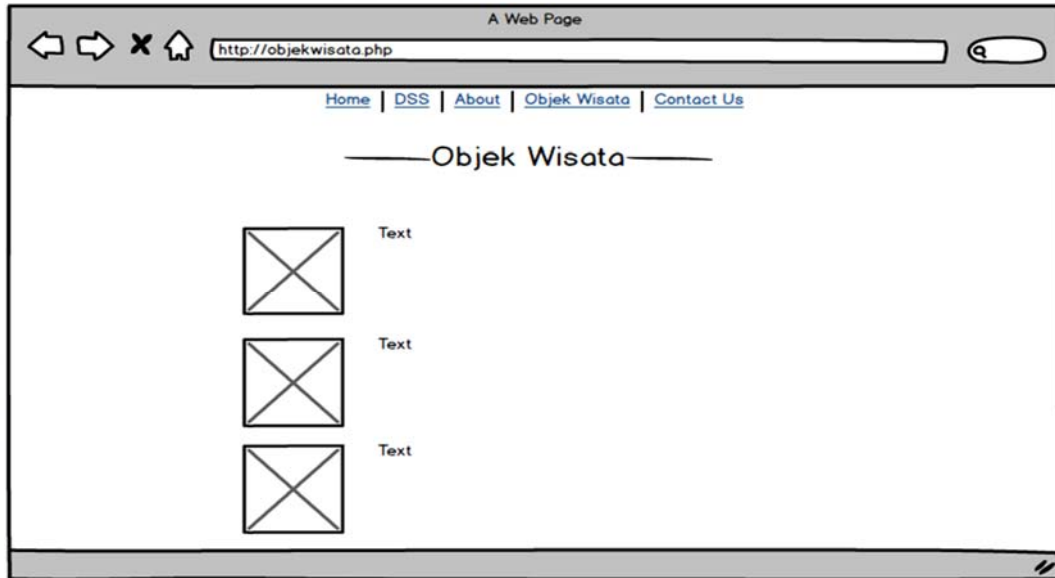 A Web Page
http://objekwisata.php
Home | DSS | About | Objek Wisata | Contact Us
Objek Wisata
Text
Text
Text